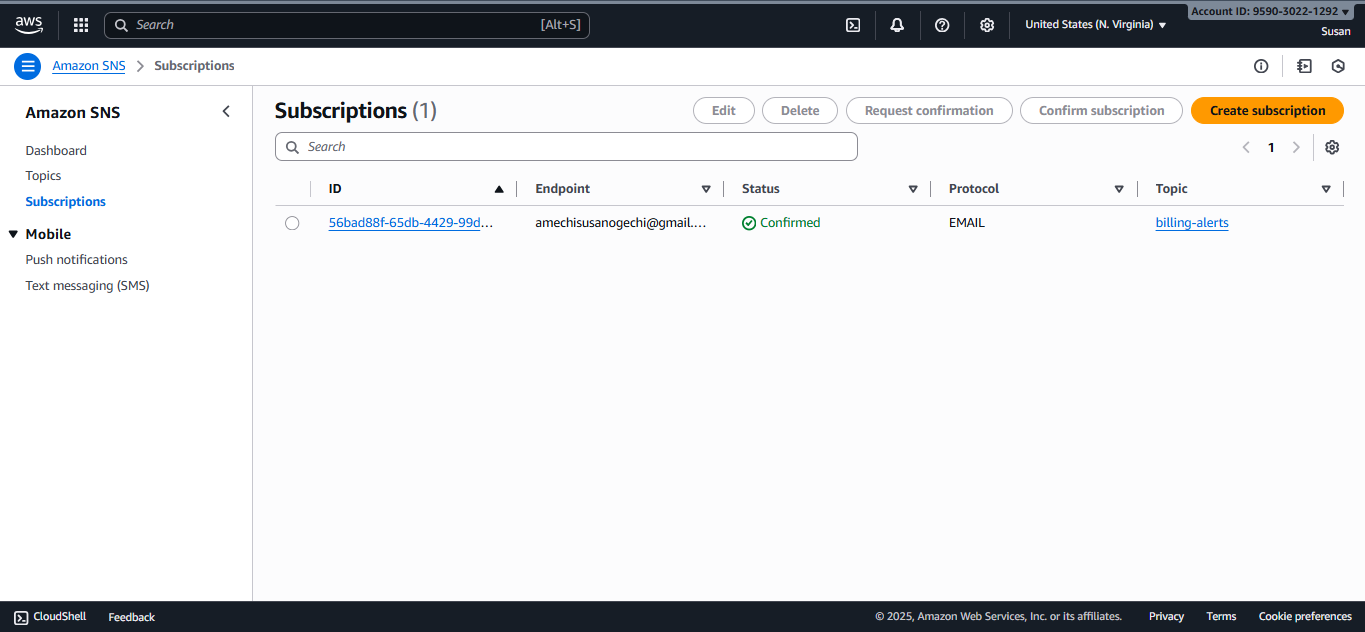 aws
Search [Alt+S]
United States (N. Virginia)
Account ID: 9590-3022-1292
Susan
Amazon SNS > Subscriptions
Amazon SNS
Dashboard
Topics
Subscriptions
Mobile
Push notifications
Text messaging (SMS)
Subscriptions (1)
Edit Delete Request confirmation Confirm subscription Create subscription
Search
1
ID Endpoint Status Protocol Topic
56bad88f-65db-4429-99d... amechisusanogechi@gmail.... Confirmed EMAIL billing-alerts
CloudShell Feedback © 2025, Amazon Web Services, Inc. or its affiliates. Privacy Terms Cookie preferences